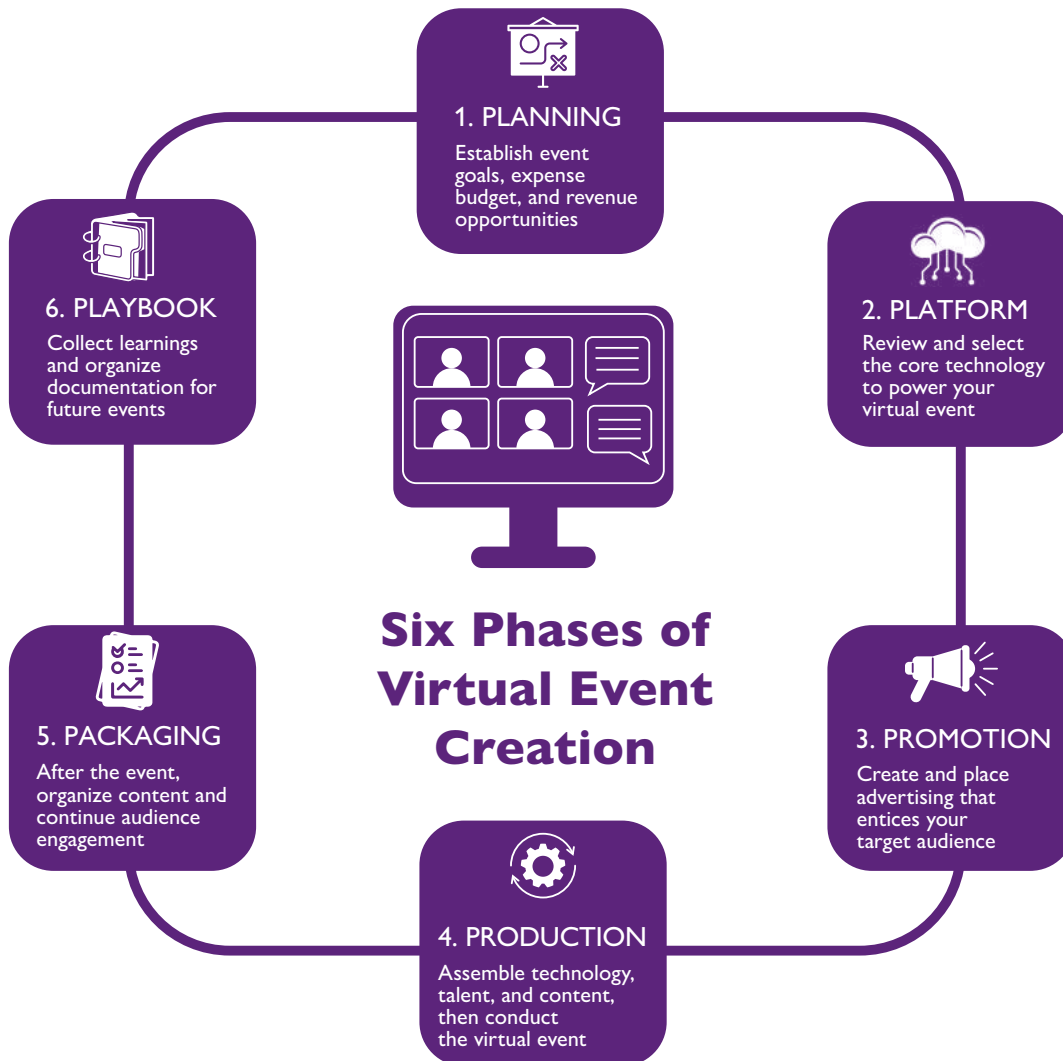 1. PLANNING
Establish event
goals, expense
budget, and revenue
opportunities
2. PLATFORM
Review and select
the core technology
to power your
virtual event
3. PROMOTION
Create and place
advertising that
entices your
target audience
4. PRODUCTION
Assemble technology,
talent, and content,
then conduct
the virtual event
5. PACKAGING
After the event,
organize content and
continue audience
engagement
6. PLAYBOOK
Collect learnings
and organize
documentation for
future events
Six Phases of
Virtual Event
Creation